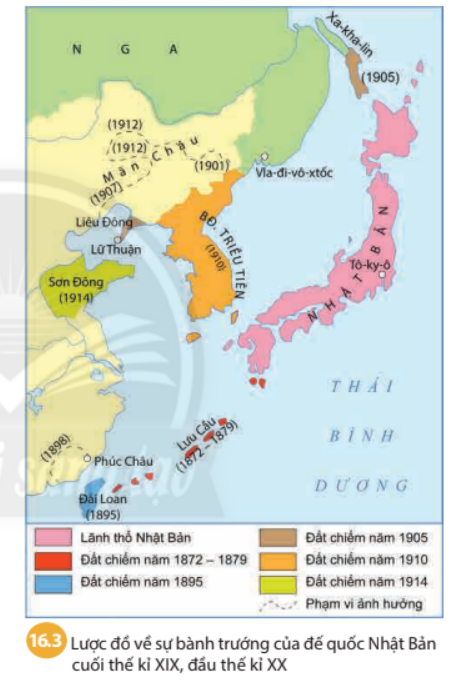 N G A
Xa-kha-lin
(1905)
(1912)
(1912)
Mãn Châu
(1901)
(1907)
Vla-đi-vô-xtốc
Liêu Đông
Lữ Thuận
BĐ. TRIỀU TIÊN
(1910)
Sơn Đông
(1914)
NHẬT BẢN
Tô-ky-ô
THÁI
BÌNH
DƯƠNG
Lưu Cầu
(1872 – 1879)
(1898)
Phúc Châu
Đài Loan
(1895)
Lãnh thổ Nhật Bản
Đất chiếm năm 1872 – 1879
Đất chiếm năm 1895
Đất chiếm năm 1905
Đất chiếm năm 1910
Đất chiếm năm 1914
Phạm vi ảnh hưởng
16.3 Lược đồ về sự bành trướng của đế quốc Nhật Bản
cuối thế kỉ XIX, đầu thế kỉ XX